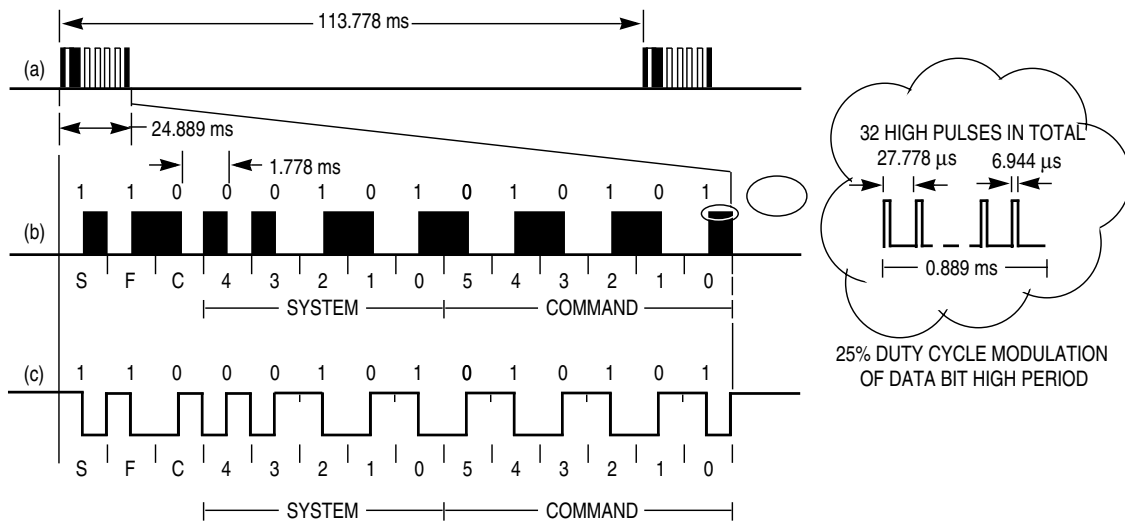 113.778 ms
(a)
24.889 ms
1.778 ms
1 1 0 0 0 1 0 1 0 1 0 1 0 1
(b)
S F C 4 3 2 1 0 5 4 3 2 1 0
SYSTEM COMMAND
(c)
1 1 0 0 0 1 0 1 0 1 0 1 0 1
S F C 4 3 2 1 0 5 4 3 2 1 0
SYSTEM COMMAND
32 HIGH PULSES IN TOTAL
27.778 μs 6.944 μs
0.889 ms
25% DUTY CYCLE MODULATION
OF DATA BIT HIGH PERIOD